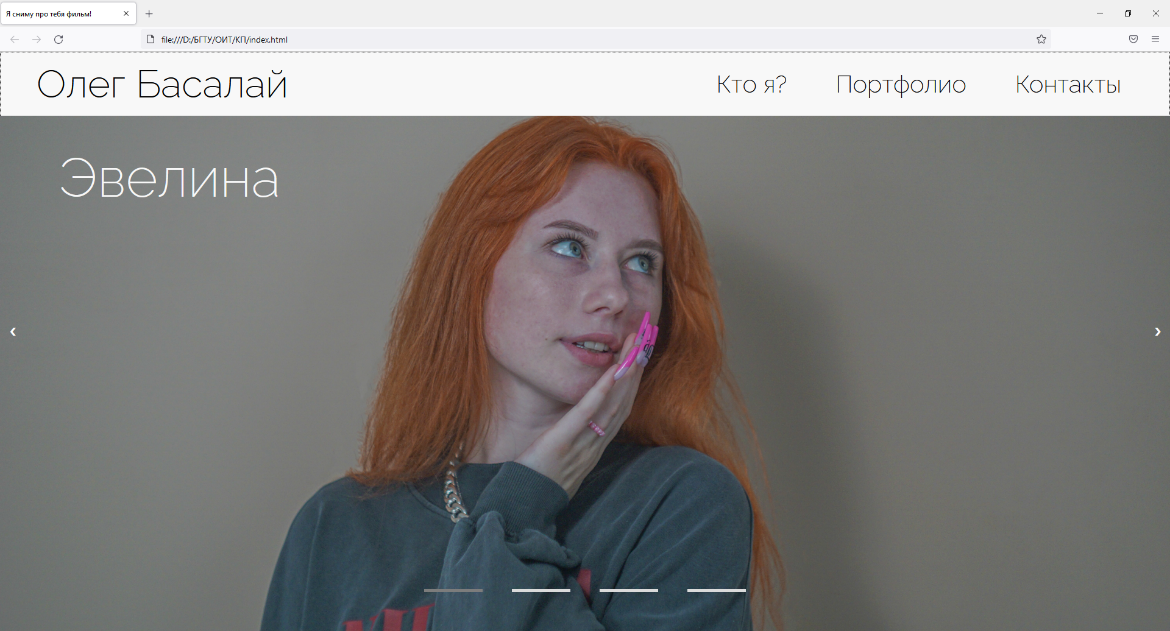 Я сниму про тебя фильм!
file:///D:/БГТУ/ОИТ/КП/index.html
Олег Басалай
Кто я?
Портфолио
Контакты
Эвелина